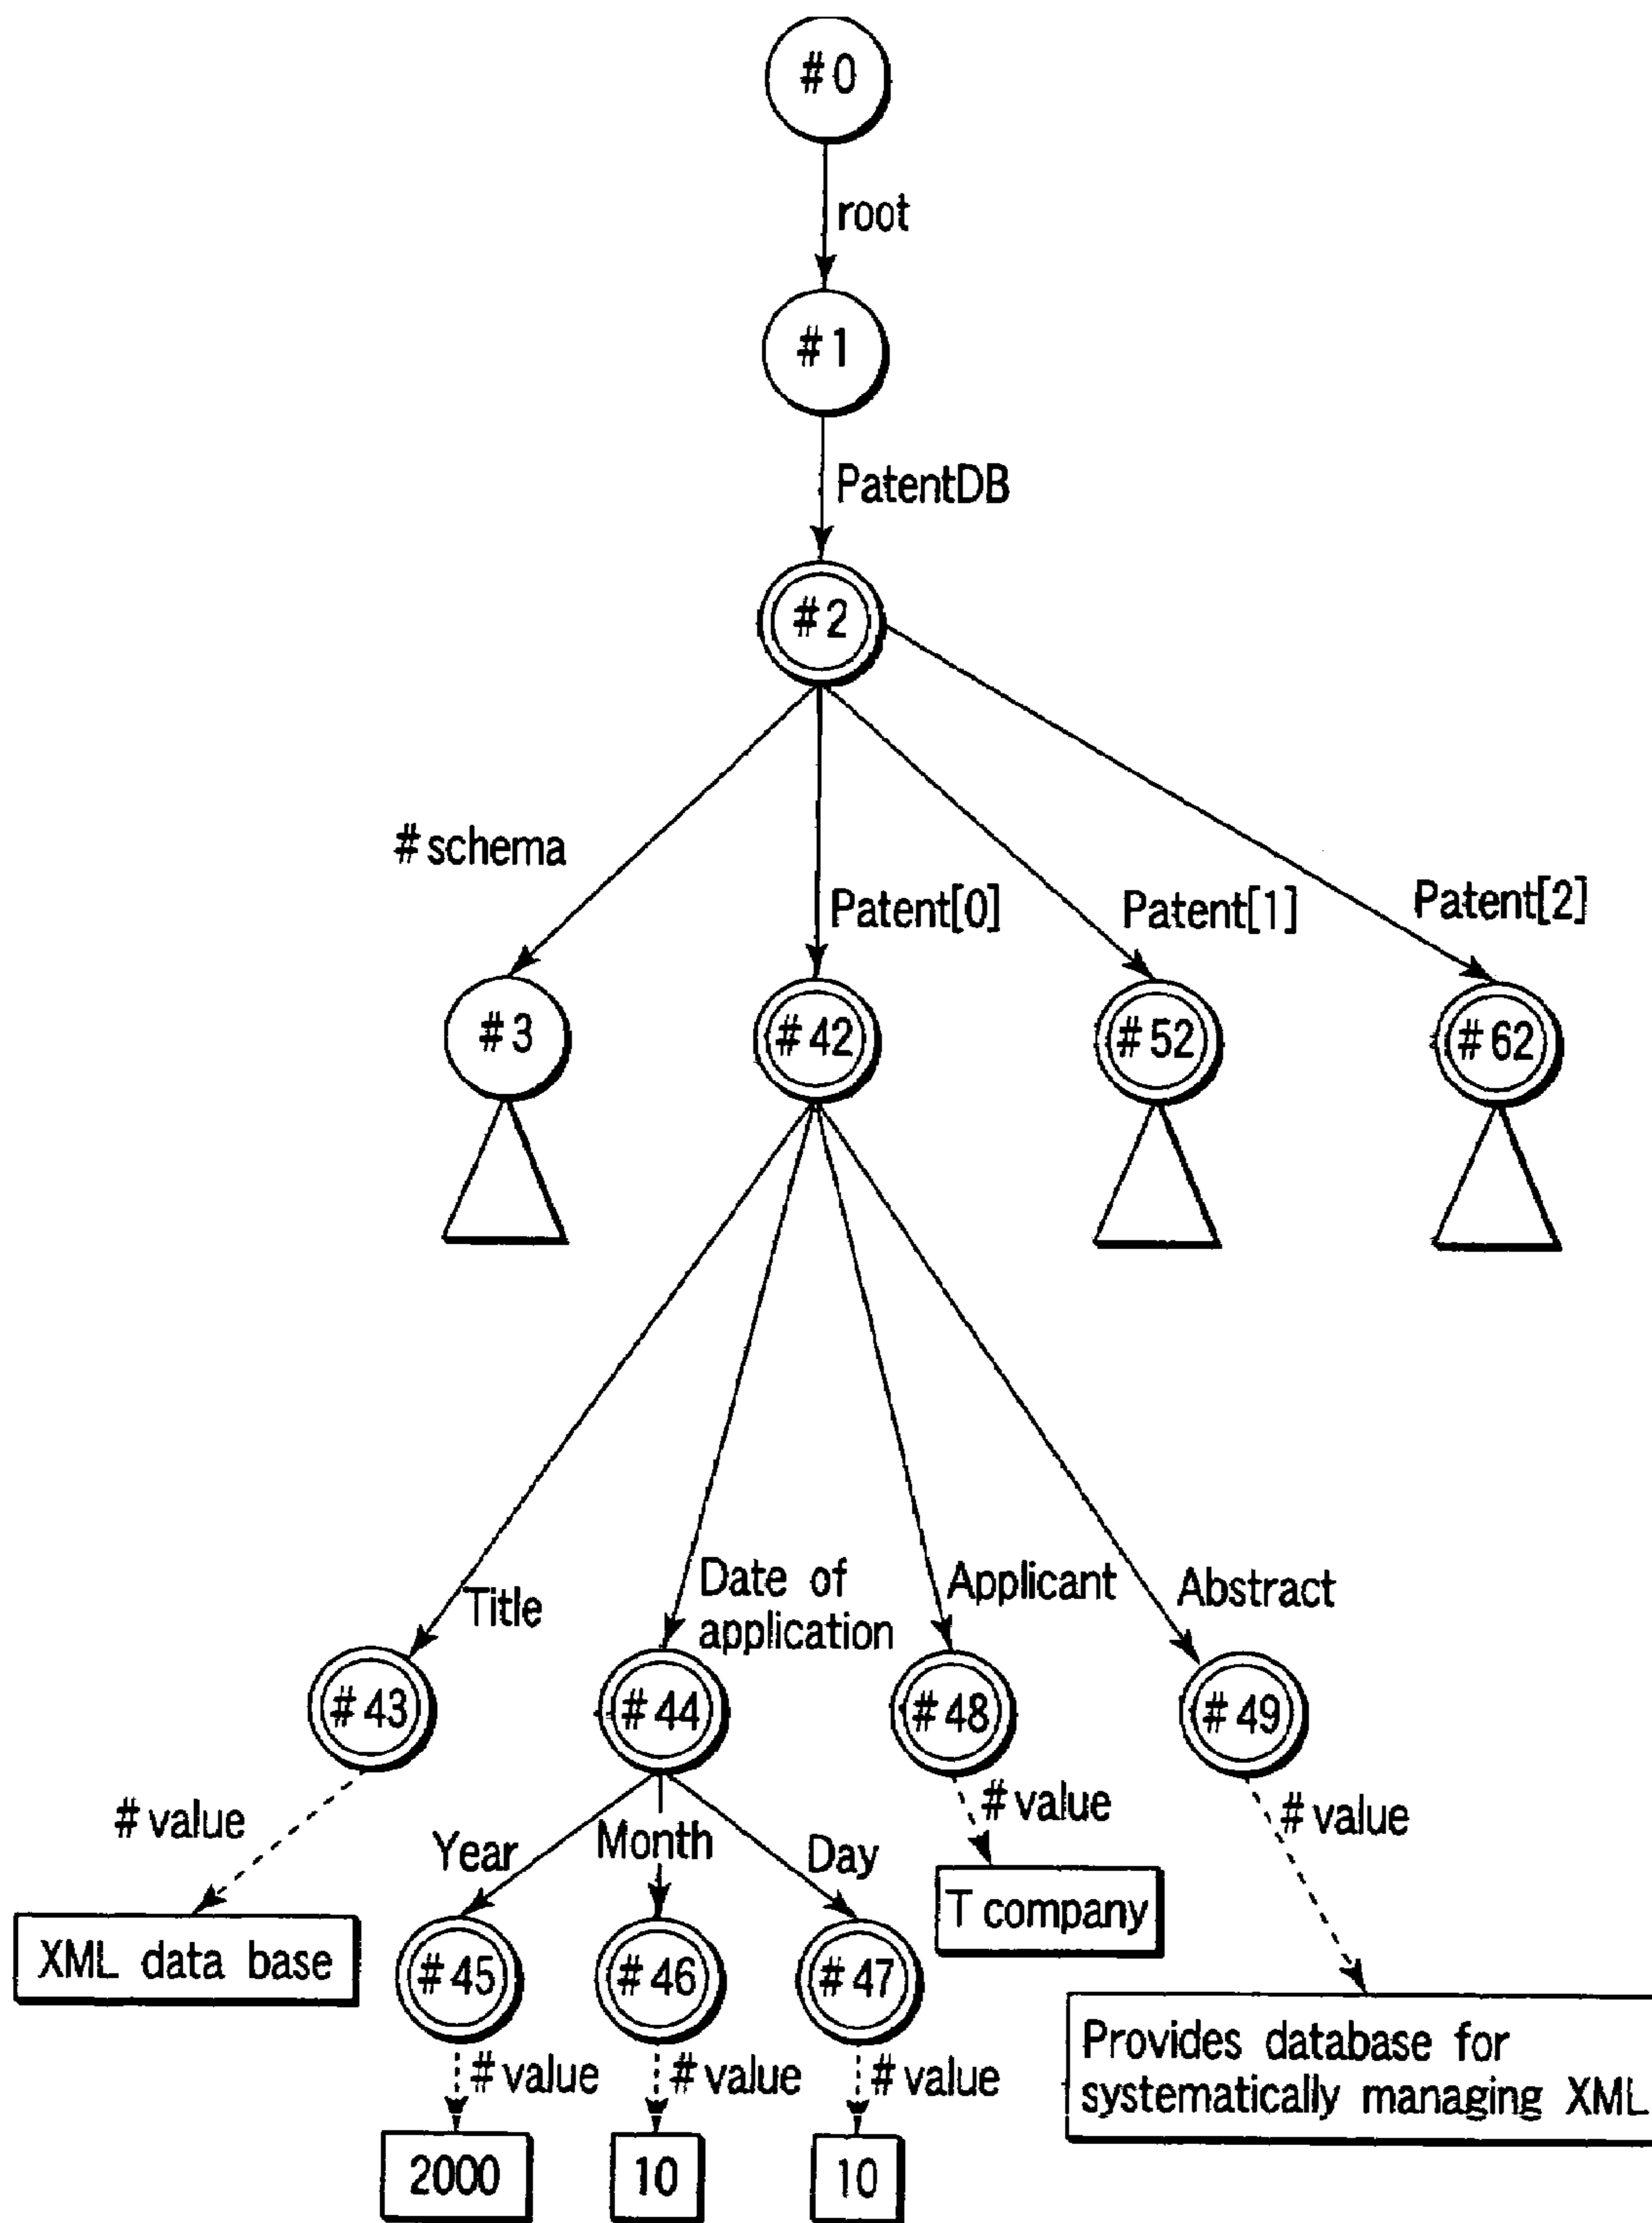 #0
root
#1
PatentDB
#2
#schema
Patent[0]
Patent[1]
Patent[2]
#3
#42
#52
#62
Title
Date of
application
Applicant
Abstract
#43
#44
#48
#49
#value
Year
Month
Day
#value
#value
XML data base
#45
#46
#47
T company
#value
#value
#value
Provides database for
systematically managing XML
2000
10
10